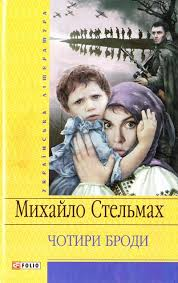 УКРАЇНСЬКА ЛІТЕРАТУРА
Михайло Стельмах
ЧОТИРИ БРОДИ
FOLIO